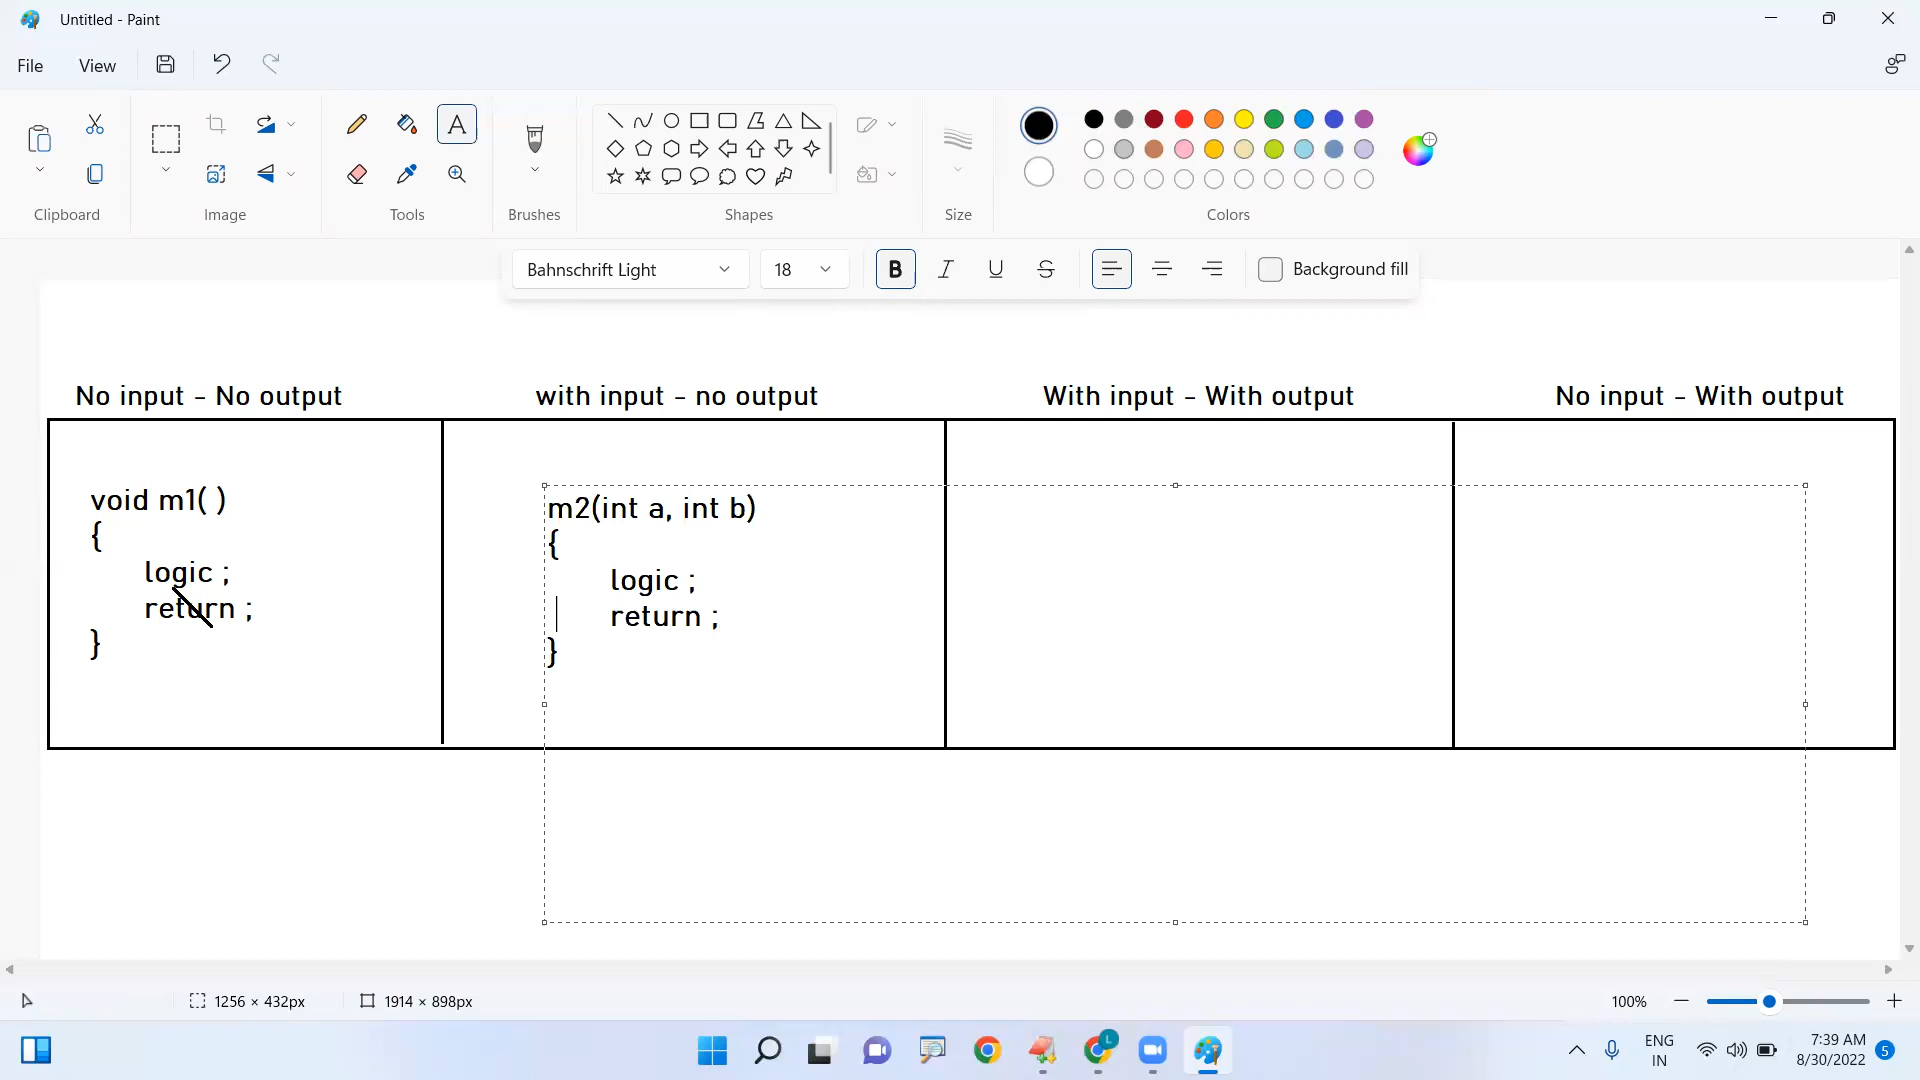 Untitled - Paint
File
View
Clipboard
Image
Tools
Brushes
Shapes
Size
Colors
Bahnschrift Light
18
B
Background fill
No input - No output
with input - no output
With input - With output
No input - With output
void m1( )
{
logic ;
return ;
}
m2(int a, int b)
{
logic ;
return ;
}
1256 × 432px
1914 × 898px
100%
L
ENG
IN
7:39 AM
8/30/2022
5